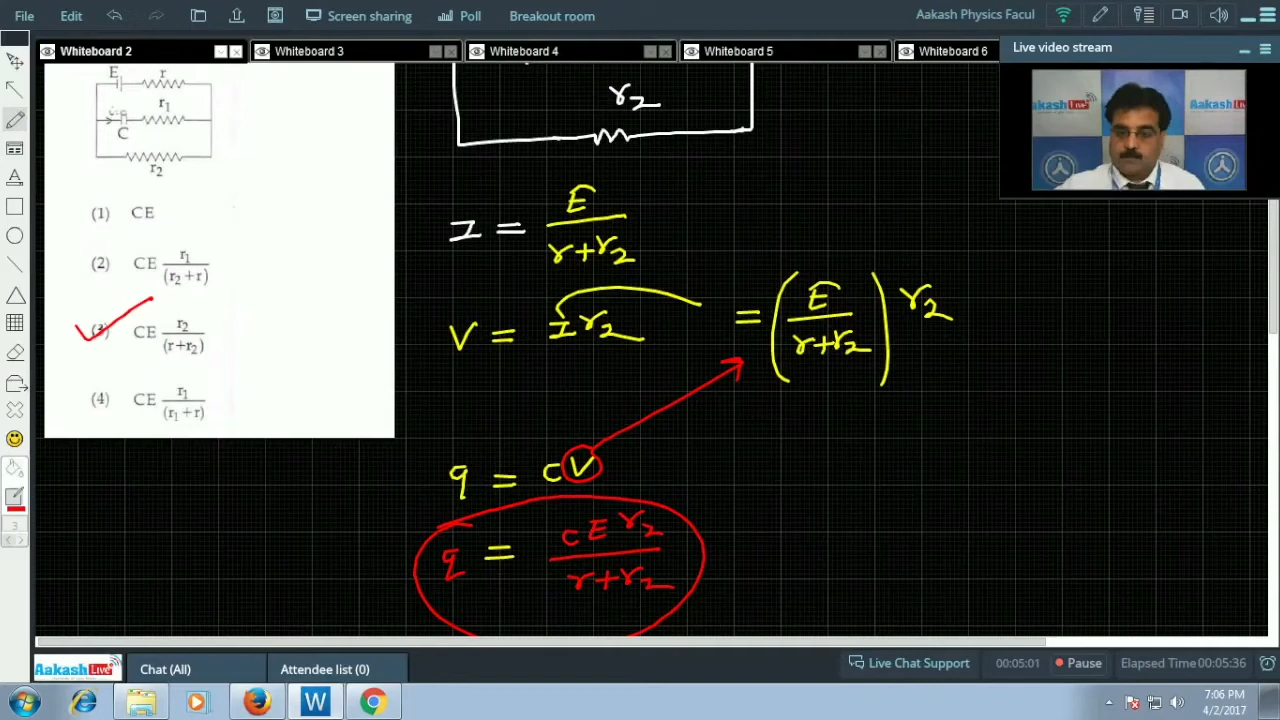 File Edit Screen sharing Poll Breakout room Aakash Physics Facul
Whiteboard 2 Whiteboard 3 Whiteboard 4 Whiteboard 5 Whiteboard 6
Live video stream
Aakash Live
E r
r₁
C
r₂
(1) CE
(2) CE r₁/(r₂+r)
(3) CE r₂/(r+r₂)
(4) CE r₁/(r₁+r)
r₂
I = E/(r+r₂)
V = Ir₂ = (E/(r+r₂)) r₂
q = CV
q = CEr₂/(r+r₂)
3
Aakash Live Chat (All) Attendee list (0) Live Chat Support 00:05:01 Pause Elapsed Time 00:05:36
7:06 PM
4/2/2017